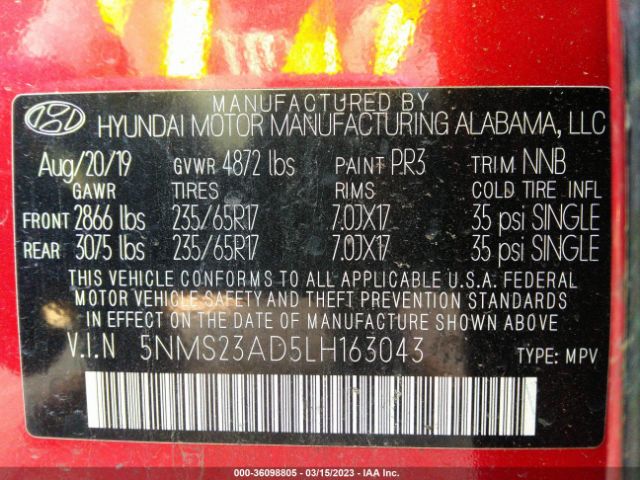 MANUFACTURED BY
HYUNDAI MOTOR MANUFACTURING ALABAMA, LLC
Aug/20/19 GVWR 4872 lbs PAINT P.R3 TRIM NNB
GAWR TIRES RIMS COLD TIRE INFL
FRONT 2866 lbs 235/65R17 7.0JX17 35 psi SINGLE
REAR 3075 lbs 235/65R17 7.0JX17 35 psi SINGLE
THIS VEHICLE CONFORMS TO ALL APPLICABLE U.S.A. FEDERAL
MOTOR VEHICLE SAFETY AND THEFT PREVENTION STANDARDS
IN EFFECT ON THE DATE OF MANUFACTURE SHOWN ABOVE
V.I.N 5NMS23AD5LH163043 TYPE: MPV
000-36098805 - 03/15/2023 - IAA Inc.